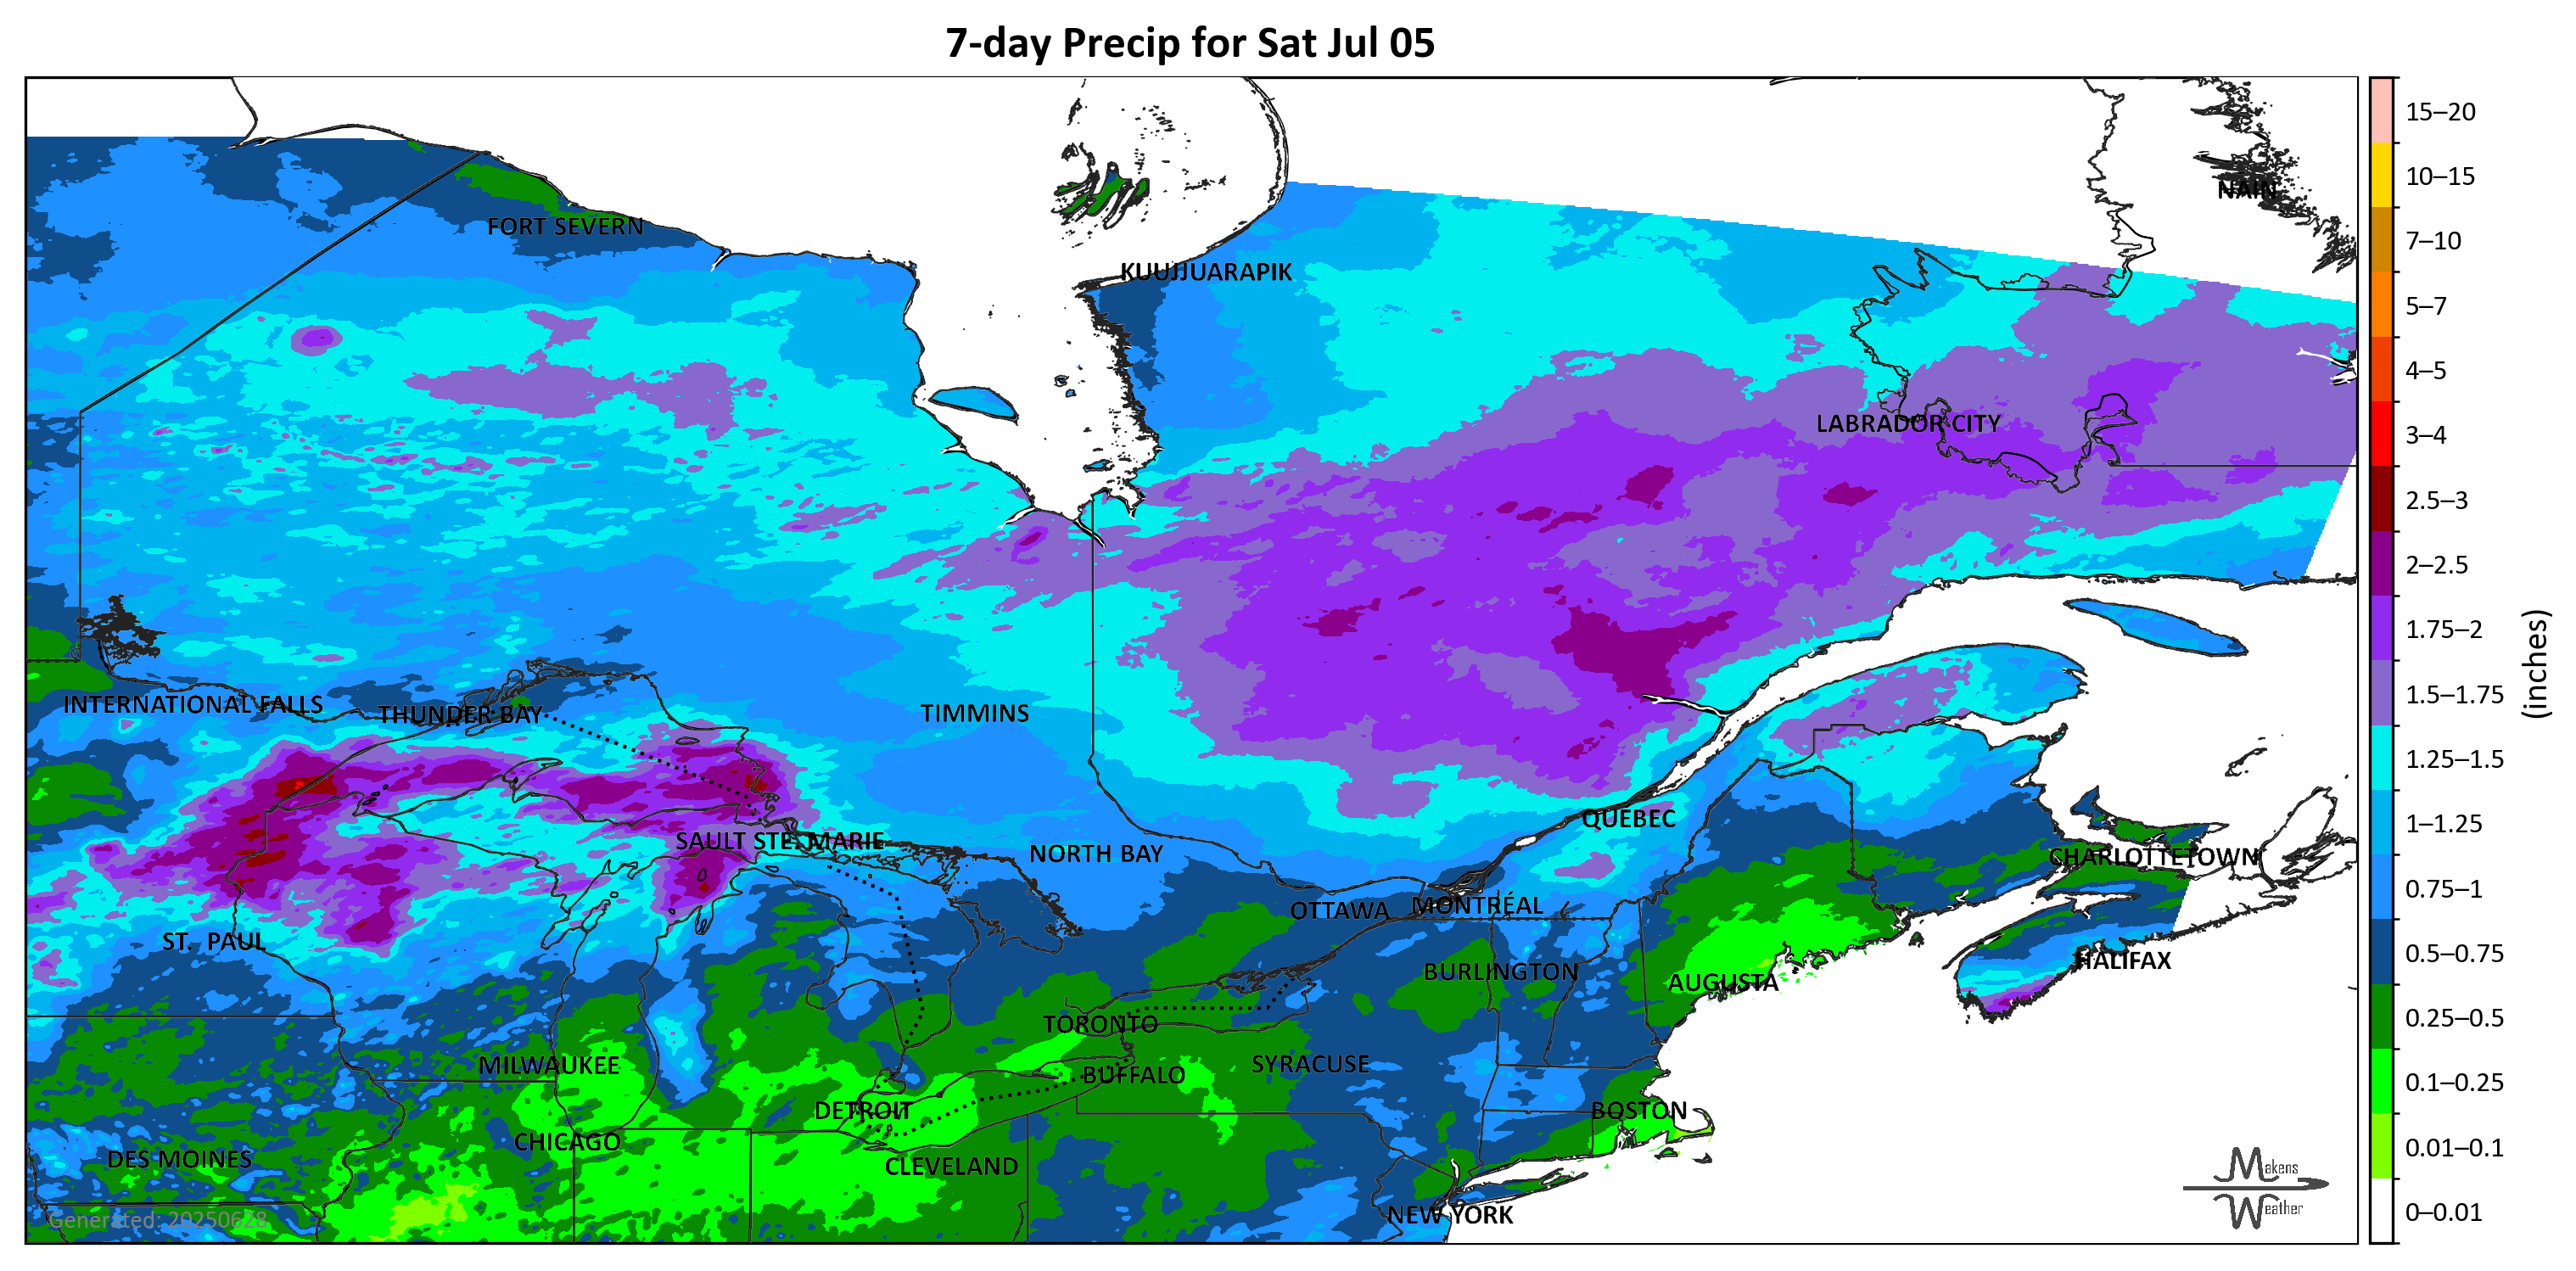 7-day Precip for Sat Jul 05
NAIN
FORT SEVERN
KUUJJUARAPIK
LABRADOR CITY
INTERNATIONAL FALLS
THUNDER BAY
TIMMINS
QUEBEC
SAULT STE. MARIE
NORTH BAY
CHARLOTTETOWN
OTTAWA
MONTRÉAL
ST. PAUL
HALIFAX
BURLINGTON
AUGUSTA
TORONTO
MILWAUKEE
SYRACUSE
BUFFALO
DETROIT
BOSTON
CHICAGO
DES MOINES
CLEVELAND
NEW YORK
Generated: 20250628
Makens
Weather
15–20
10–15
7–10
5–7
4–5
3–4
2.5–3
2–2.5
1.75–2
1.5–1.75
1.25–1.5
1–1.25
0.75–1
0.5–0.75
0.25–0.5
0.1–0.25
0.01–0.1
0–0.01
(inches)